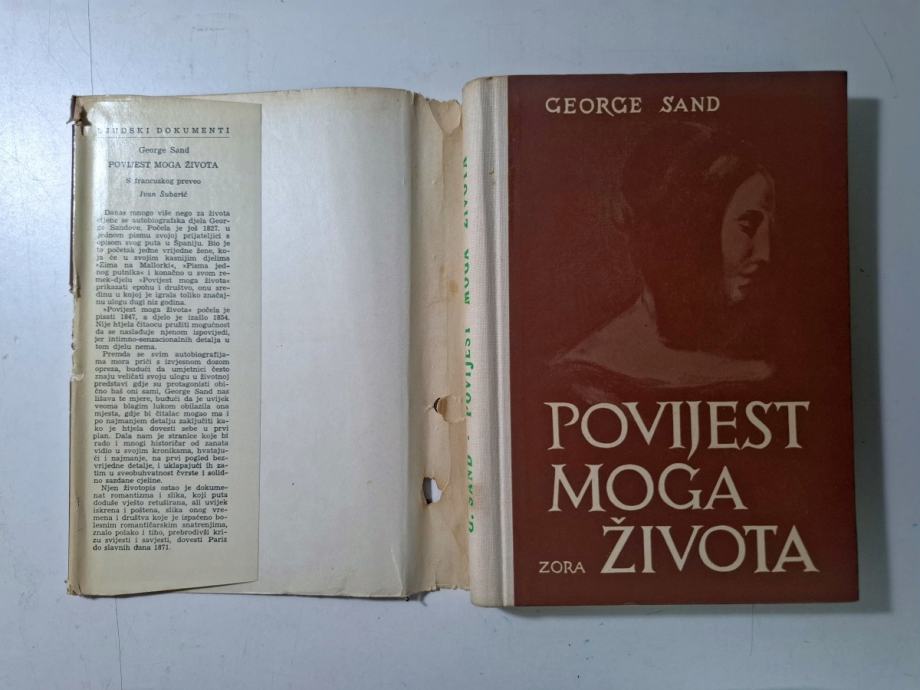 LJUDSKI DOKUMENTI
George Sand
POVIJEST MOGA ŽIVOTA
S francuskog preveo
Ivan Šubarić
Danas mnogo više nego za života
cijene se autobiografska djela Geor-
ge Sandove. Počela je još 1827. u
jednom pismu svojoj prijateljici s
opisom svog puta u Španiju. Bio je
to početak jedne vrijedne žene, ko-
ja će u svojim kasnijim djelima
»Zima na Mallorki«, »Pisma jed-
nog putnika« i konačno u svom re-
mek-djelu »Povijest moga života«
prikazati epohu i društvo, onu sre-
dinu u kojoj je igrala toliko značaj-
nu ulogu dugi niz godina.
»Povijest moga života« počela je
pisati 1847, a djelo je izašlo 1854.
Nije htjela čitaocu pružiti mogućnost
da se naslađuje njenom ispovijedi,
jer intimno-senzacionalnih detalja u
tom djelu nema.
Premda se svim autobiografija-
ma mora prići s izvjesnom dozom
opreza, budući da umjetnici često
znaju veličati svoju ulogu u životnoj
predstavi gdje su protagonisti obi-
čno baš oni sami, George Sand nas
lišava te mjere, budući da je uvijek
veoma blagim lukom obilazila ona
mjesta, gdje bi čitalac mogao ma i
po najmanjem detalju zaključiti ka-
ko je htjela dovesti sebe u prvi
plan. Dala nam je stranice koje bi
rado i mnogi historičar od zanata
vidio u svojim kronikama, hvataju-
ći i najmanje, na prvi pogled bez-
vrijedne detalje, i uklapajući ih za-
tim u sveobuhvatnost čvrste i solid-
no sazdane cjeline.
Njen životopis ostao je dokume-
nat romantizma i slika, koji puta
doduše vješto retuširana, ali uvijek
iskrena i poštena, slika onog vre-
mena i društva koje je ispaćeno bo-
lesnim romantičarskim snatrenjima,
znalo polako i tiho, prebrodivši kri-
zu svijesti i savjesti, dovesti Pariz
do slavnih dana 1871.
G. SAND · POVIJEST MOGA ŽIVOTA
GEORGE SAND
POVIJEST
MOGA
ŽIVOTA
ZORA